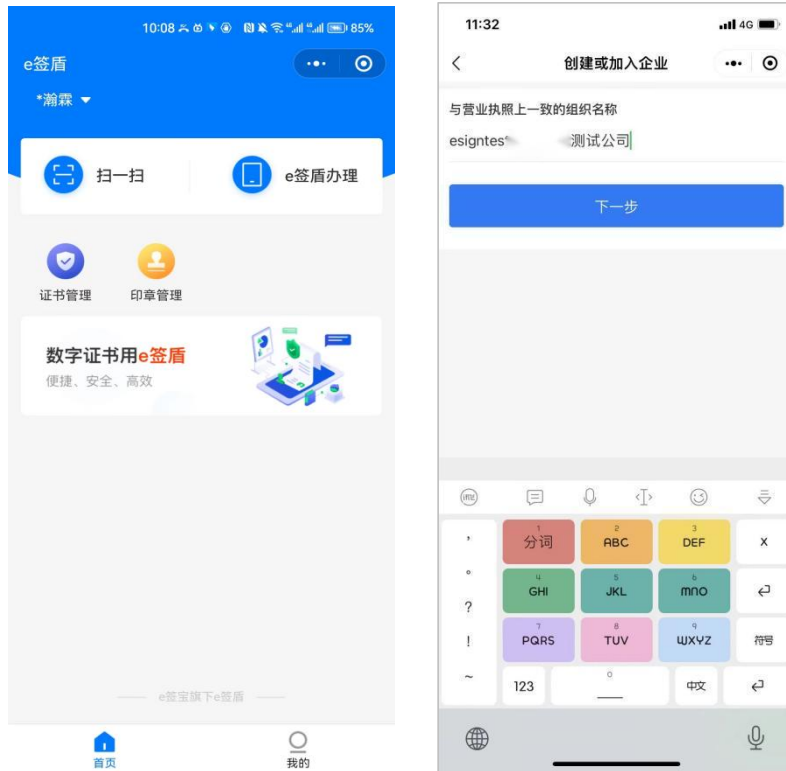 10:08 85%
e签盾
*瀚霖
扫一扫
e签盾办理
证书管理
印章管理
数字证书用e签盾
便捷、安全、高效
e签宝旗下e签盾
首页
我的
11:32 4G
创建或加入企业
与营业执照上一致的组织名称
esigntes 测试公司
下一步
， 1 分词 2 ABC 3 DEF X
。 4 GHI 5 JKL 6 MNO
?
! 7 PQRS 8 TUV 9 WXYZ 符号
~ 123 0 中文